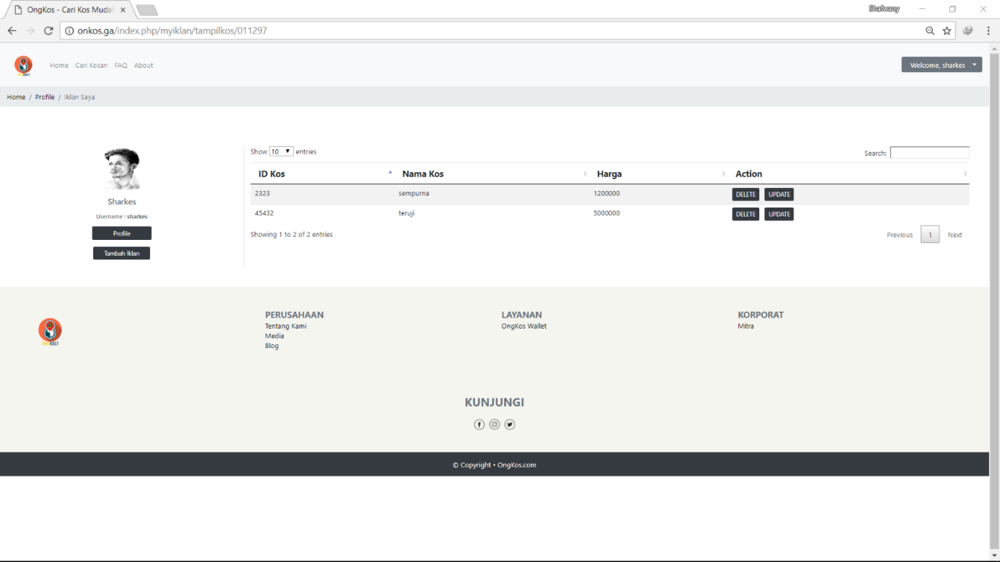 OngKos - Cari Kos Mudah
Shafwany
onkos.ga/index.php/myiklan/tampilkos/011297
Home Cari Kosan FAQ About
Welcome, sharkes
Home / Profile / Iklan Saya
Show 10 entries
Search:
ID Kos Nama Kos Harga Action
2323 sempurna 1200000 DELETE UPDATE
45432 teruji 5000000 DELETE UPDATE
Showing 1 to 2 of 2 entries
Previous 1 Next
Sharkes
Username : sharkes
Profile
Tambah Iklan
ONGKOST
PERUSAHAAN
Tentang Kami
Media
Blog
LAYANAN
OngKos Wallet
KORPORAT
Mitra
KUNJUNGI
© Copyright • OngKos.com